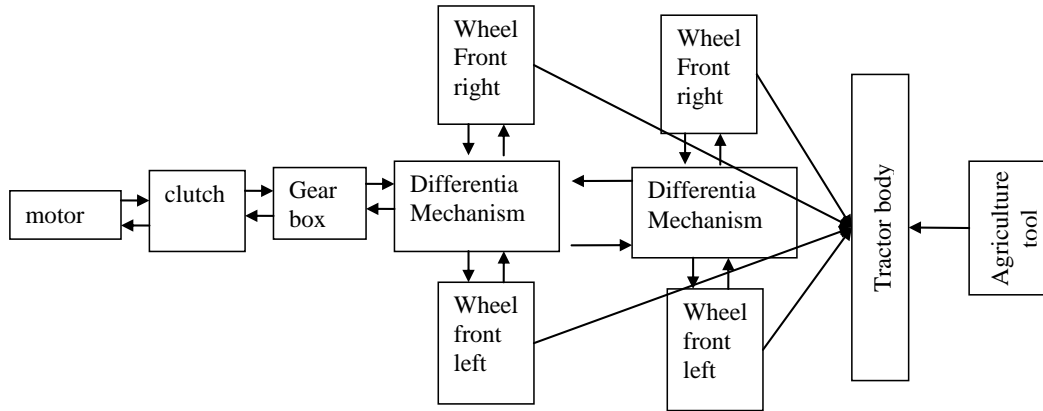 motor
clutch
Gear
box
Wheel
Front
right
Differentia
Mechanism
Wheel
front
left
Wheel
Front
right
Differentia
Mechanism
Wheel
front
left
Tractor body
Agriculture
tool